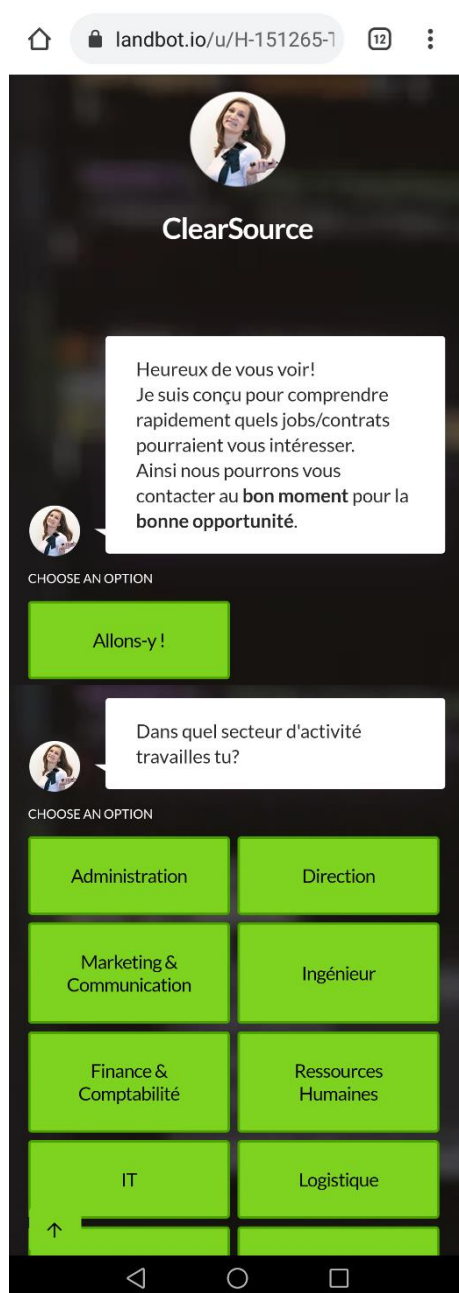 landbot.io/u/H-151265-T
12
ClearSource
Heureux de vous voir!
Je suis conçu pour comprendre
rapidement quels jobs/contrats
pourraient vous intéresser.
Ainsi nous pourrons vous
contacter au bon moment pour la
bonne opportunité.
CHOOSE AN OPTION
Allons-y !
Dans quel secteur d'activité
travailles tu?
CHOOSE AN OPTION
Administration
Direction
Marketing &
Communication
Ingénieur
Finance &
Comptabilité
Ressources
Humaines
IT
Logistique